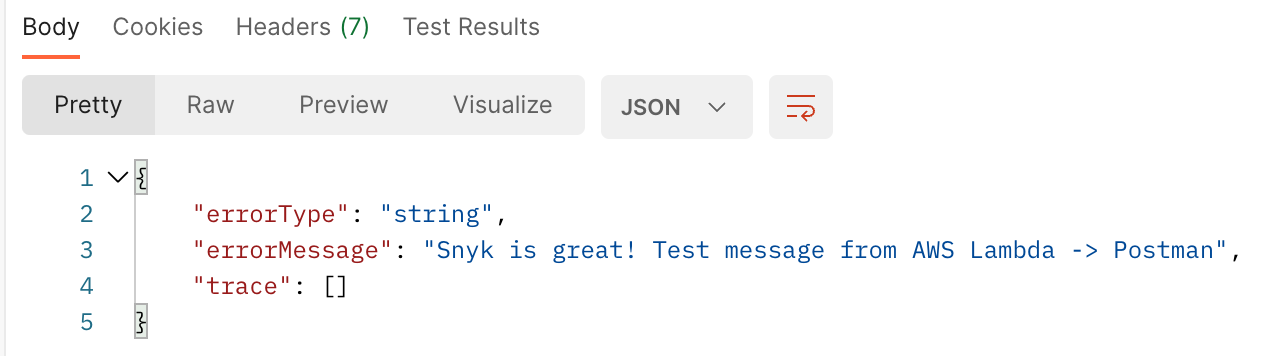 Body Cookies Headers (7) Test Results
Pretty Raw Preview Visualize JSON
1 {
2 "errorType": "string",
3 "errorMessage": "Snyk is great! Test message from AWS Lambda -> Postman",
4 "trace": []
5 }